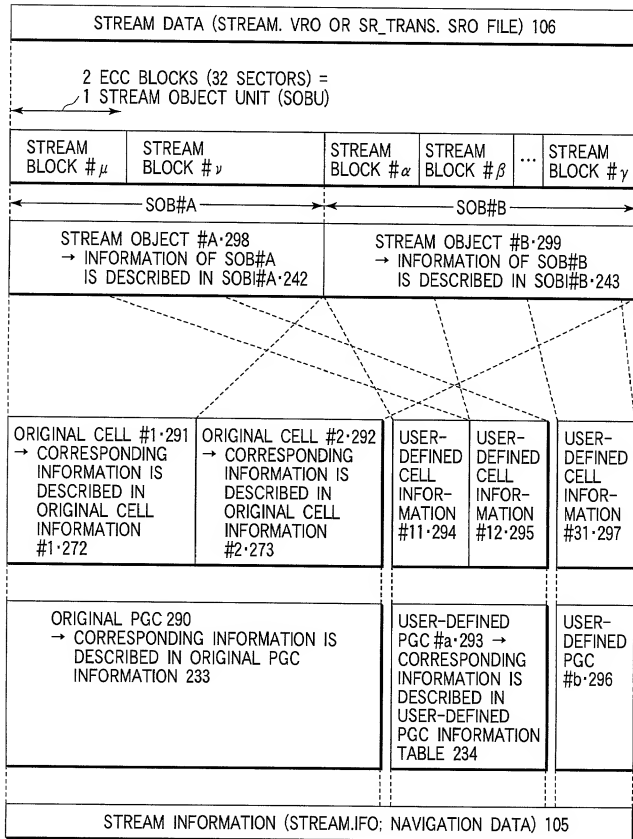 STREAM DATA (STREAM. VRO OR SR_TRANS. SRO FILE) 106
2 ECC BLOCKS (32 SECTORS) =
1 STREAM OBJECT UNIT (SOBU)
STREAM
BLOCK #μ
STREAM
BLOCK #ν
STREAM
BLOCK #α
STREAM
BLOCK #β
...
STREAM
BLOCK #γ
SOB#A
SOB#B
STREAM OBJECT #A·298
→ INFORMATION OF SOB#A
IS DESCRIBED IN SOBI#A·242
STREAM OBJECT #B·299
→ INFORMATION OF SOB#B
IS DESCRIBED IN SOBI#B·243
ORIGINAL CELL #1·291
→ CORRESPONDING
INFORMATION IS
DESCRIBED IN
ORIGINAL CELL
INFORMATION
#1·272
ORIGINAL CELL #2·292
→ CORRESPONDING
INFORMATION IS
DESCRIBED IN
ORIGINAL CELL
INFORMATION
#2·273
USER-
DEFINED
CELL
INFOR-
MATION
#11·294
USER-
DEFINED
CELL
INFOR-
MATION
#12·295
USER-
DEFINED
CELL
INFOR-
MATION
#31·297
ORIGINAL PGC 290
→ CORRESPONDING INFORMATION IS
DESCRIBED IN ORIGINAL PGC
INFORMATION 233
USER-DEFINED
PGC #a·293 →
CORRESPONDING
INFORMATION IS
DESCRIBED IN
USER-DEFINED
PGC INFORMATION
TABLE 234
USER-
DEFINED
PGC
#b·296
STREAM INFORMATION (STREAM.IFO; NAVIGATION DATA) 105